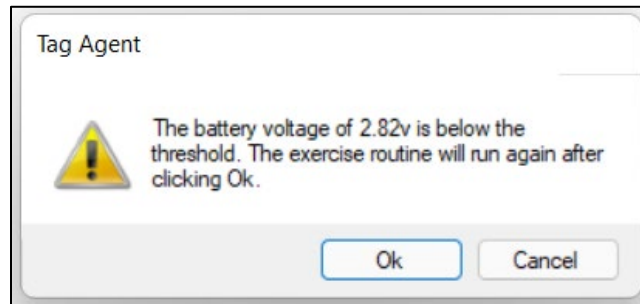 Tag Agent
The battery voltage of 2.82v is below the
threshold. The exercise routine will run again after
clicking Ok.
Ok
Cancel